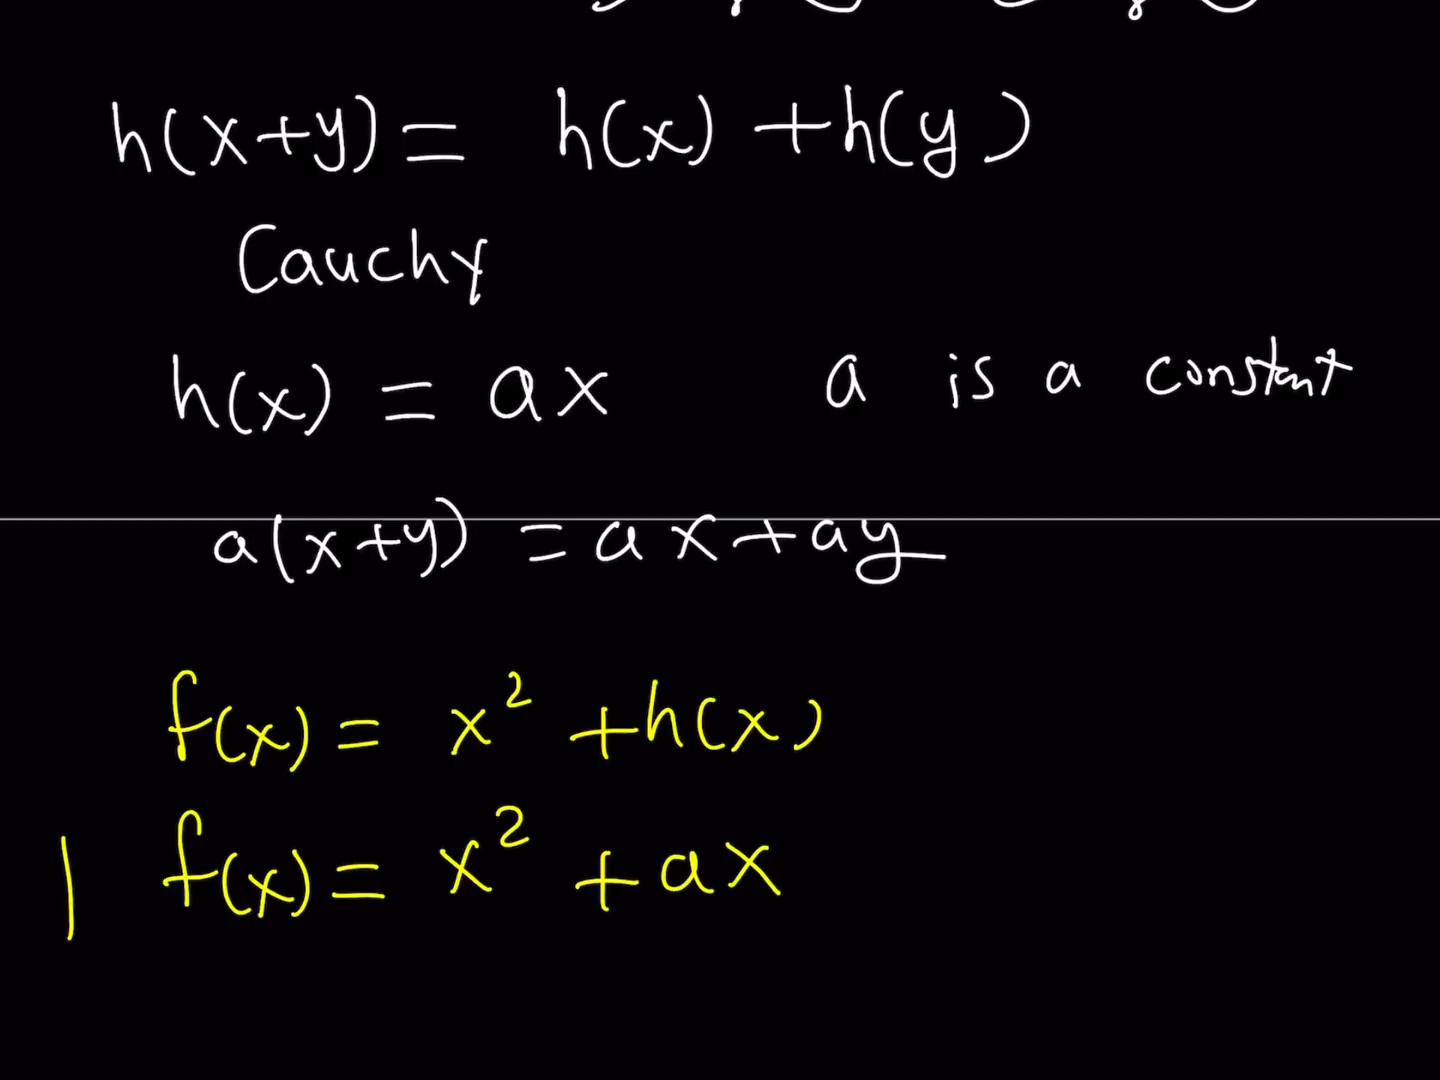 h(x+y) = h(x) + h(y)
Cauchy
h(x) = ax a is a constant
a(x+y) = ax+ay
f(x) = x² + h(x)
f(x) = x² + ax